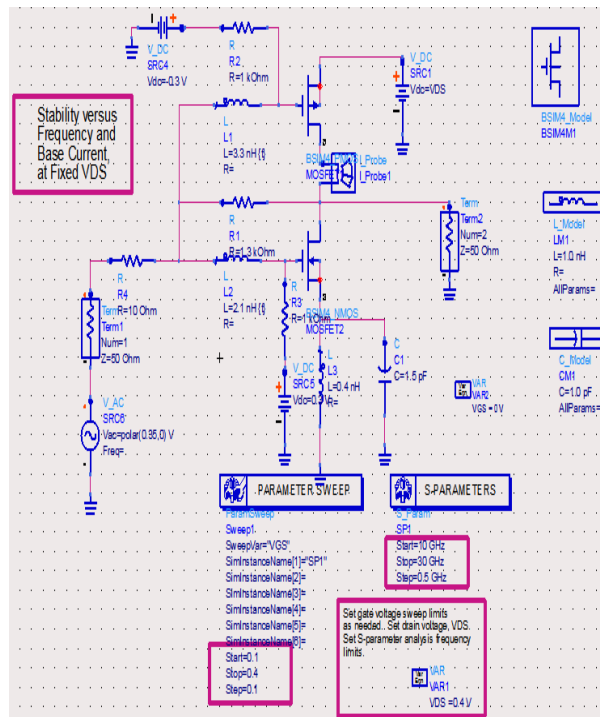 V_DC
SRC4
Vdc=-0.3 V
R
R2
R=1 kOhm
V_DC
SRC1
Vdc=VDS
BSIM4_Model
BSIM4M1
Stability versus
Frequency and
Base Current,
at Fixed VDS
L
L1
L=3.3 nH {t}
R=
BSIM4_PMOS
MOSFET
I_Probe
I_Probe1
R
R1
R=1.3 kOhm
Term
Term2
Num=2
Z=50 Ohm
L_Model
LM1
L=1.0 nH
R=
AllParams=
R
R4
R=10 Ohm
L
L2
L=2.1 nH {t}
R=
R
R3
R=1 kOhm
BSIM4_NMOS
MOSFET2
Term
Term1
Num=1
Z=50 Ohm
V_DC
SRC5
L
L3
L=0.4 nH
R=
C
C1
C=1.5 pF
VAR
VAR2
VGS = 0 V
C_Model
CM1
C=1.0 pF
AllParams=
V_AC
SRC6
Vac=polar(0.35,0) V
Freq=
PARAMETER SWEEP
ParamSweep
Sweep1
SweepVar="VGS"
SimInstanceName[1]="SP1"
SimInstanceName[2]=
SimInstanceName[3]=
SimInstanceName[4]=
SimInstanceName[5]=
SimInstanceName[6]=
Start=0.1
Stop=0.4
Step=0.1
S-PARAMETERS
S_Param
SP1
Start=10 GHz
Stop=30 GHz
Step=0.5 GHz
Set gate voltage sweep limits
as needed.. Set drain voltage, VDS.
Set S-parameter analysis frequency
limits.
VAR
VAR1
VDS =0.4 V